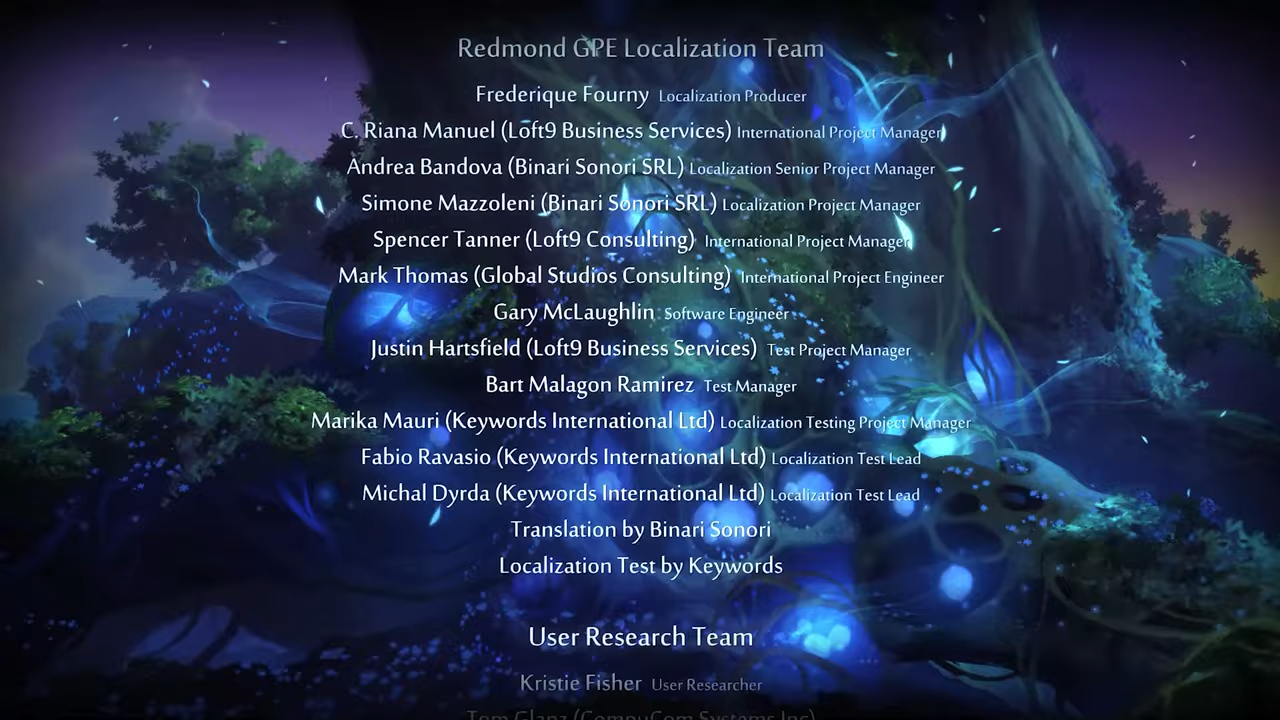 Redmond GPE Localization Team
Frederique Fourny Localization Producer
C. Riana Manuel (Loft9 Business Services) International Project Manager
Andrea Bandova (Binari Sonori SRL) Localization Senior Project Manager
Simone Mazzoleni (Binari Sonori SRL) Localization Project Manager
Spencer Tanner (Loft9 Consulting) International Project Manager
Mark Thomas (Global Studios Consulting) International Project Engineer
Gary McLaughlin Software Engineer
Justin Hartsfield (Loft9 Business Services) Test Project Manager
Bart Malagon Ramirez Test Manager
Marika Mauri (Keywords International Ltd) Localization Testing Project Manager
Fabio Ravasio (Keywords International Ltd) Localization Test Lead
Michal Dyrda (Keywords International Ltd) Localization Test Lead
Translation by Binari Sonori
Localization Test by Keywords
User Research Team
Kristie Fisher User Researcher
Tom Glanz (CompuCom Systems Inc)